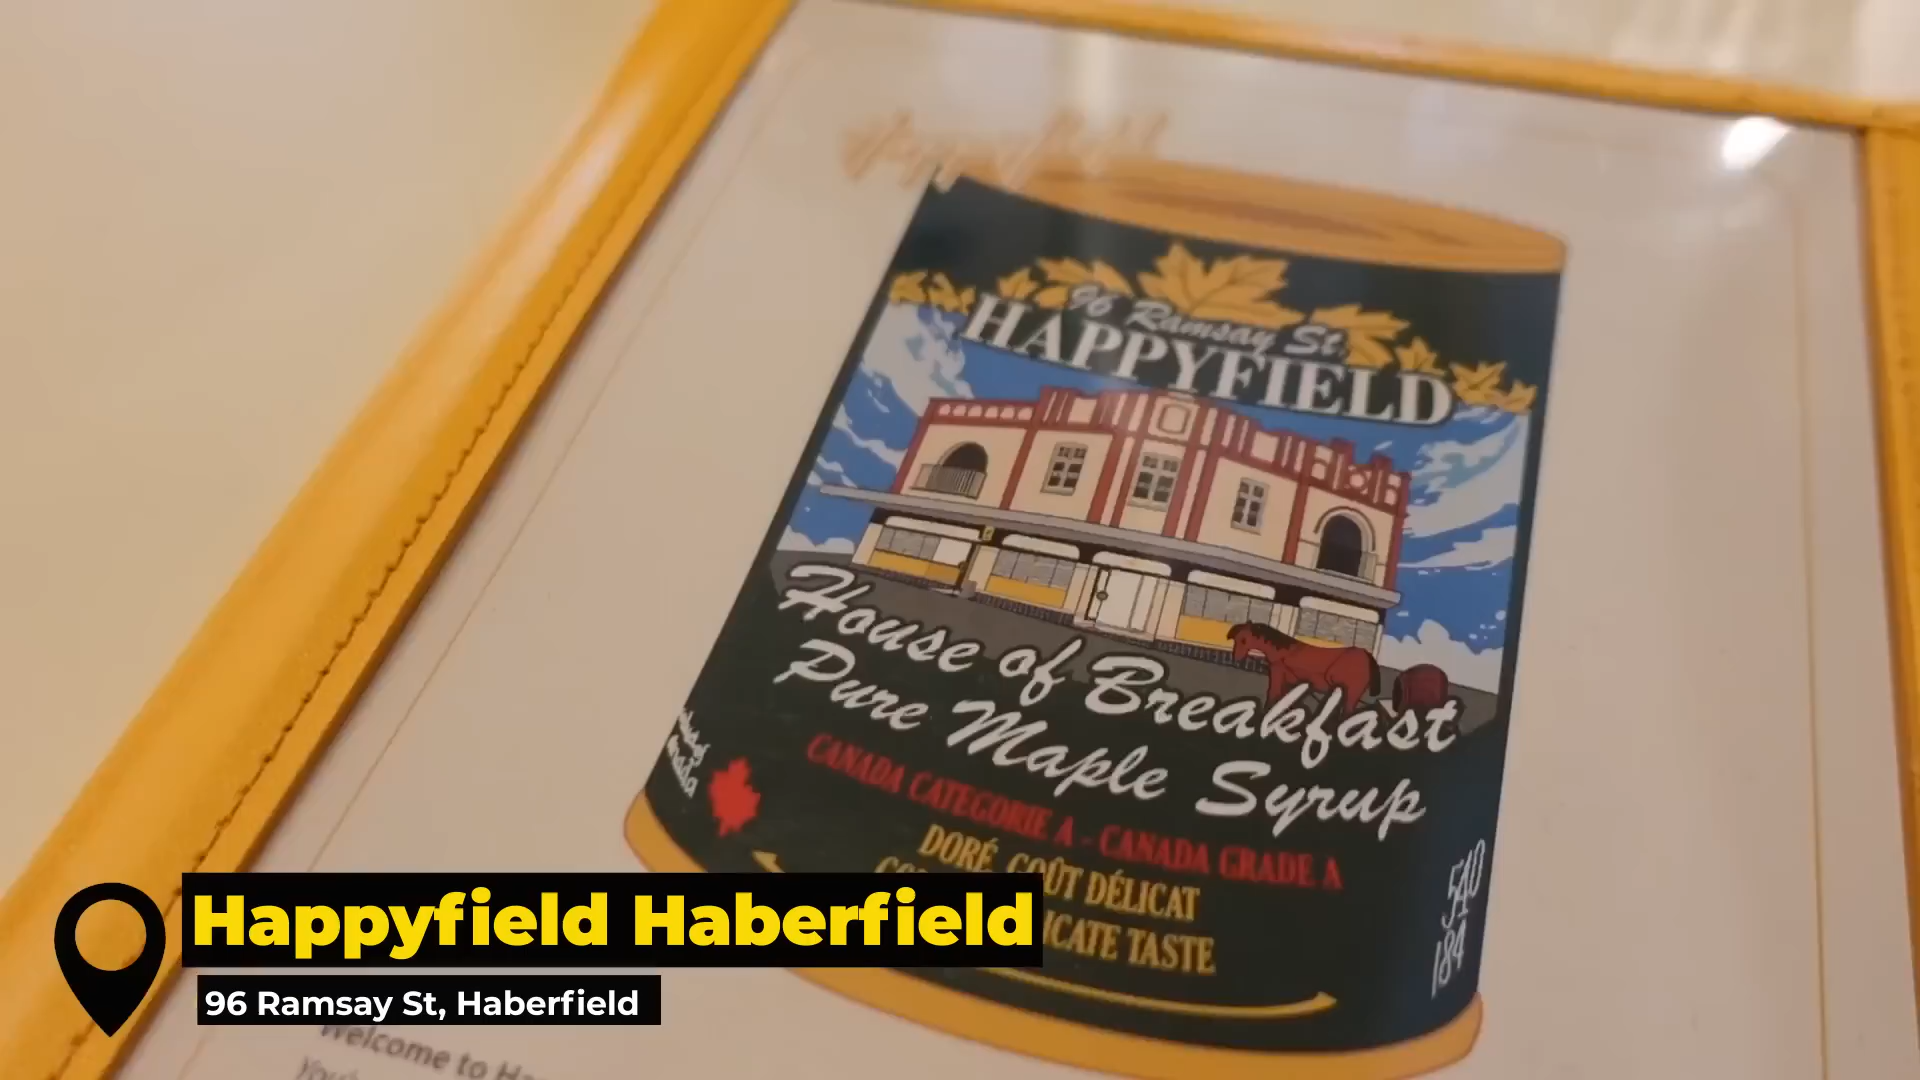 Happyfield
96 Ramsay St.
HAPPYFIELD
House of Breakfast
Pure Maple Syrup
CANADA CATEGORIE A - CANADA GRADE A
DORÉ, GOÛT DÉLICAT
TASTE
540
184
Happyfield Haberfield
96 Ramsay St, Haberfield
Welcome to